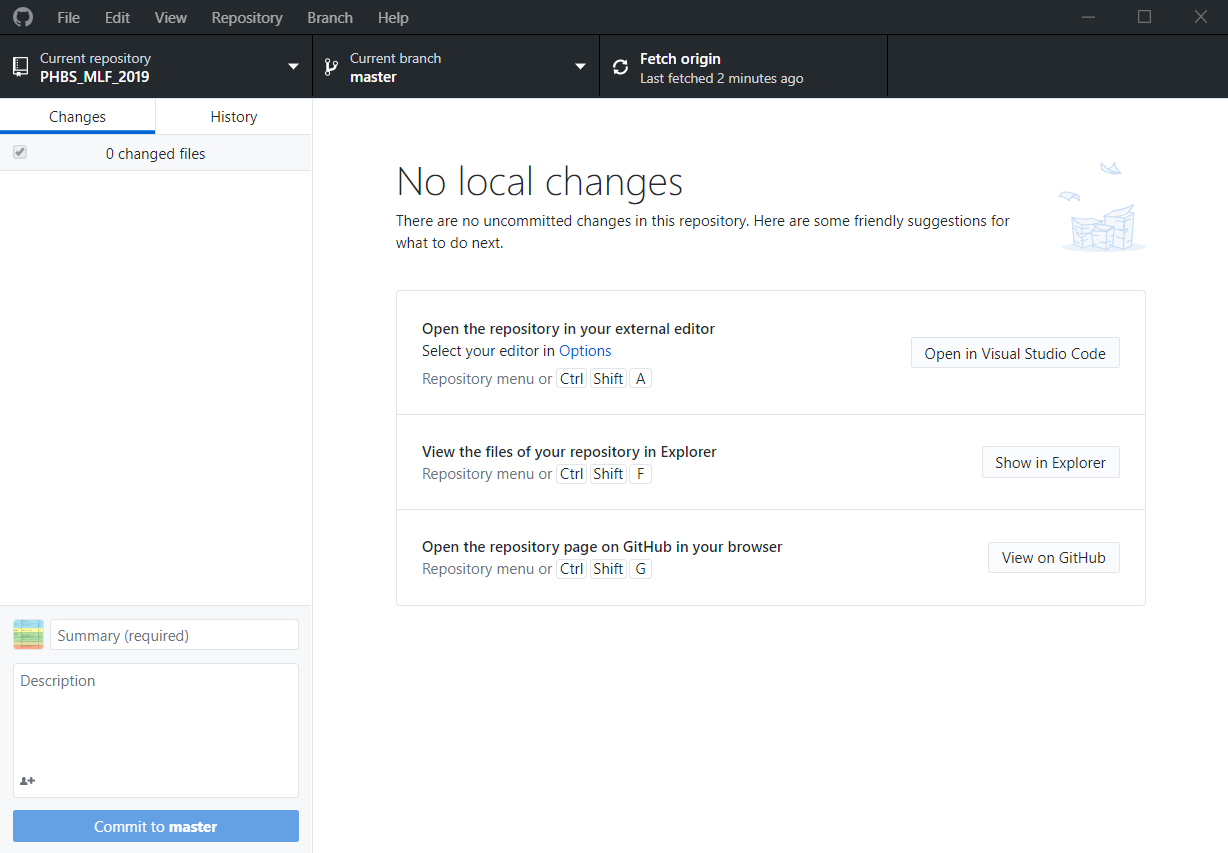 File Edit View Repository Branch Help
Current repository
PHBS_MLF_2019
Current branch
master
Fetch origin
Last fetched 2 minutes ago
Changes History
0 changed files
No local changes
There are no uncommitted changes in this repository. Here are some friendly suggestions for
what to do next.
Open the repository in your external editor
Select your editor in Options
Repository menu or Ctrl Shift A
Open in Visual Studio Code
View the files of your repository in Explorer
Repository menu or Ctrl Shift F
Show in Explorer
Open the repository page on GitHub in your browser
Repository menu or Ctrl Shift G
View on GitHub
Summary (required)
Description
Commit to master